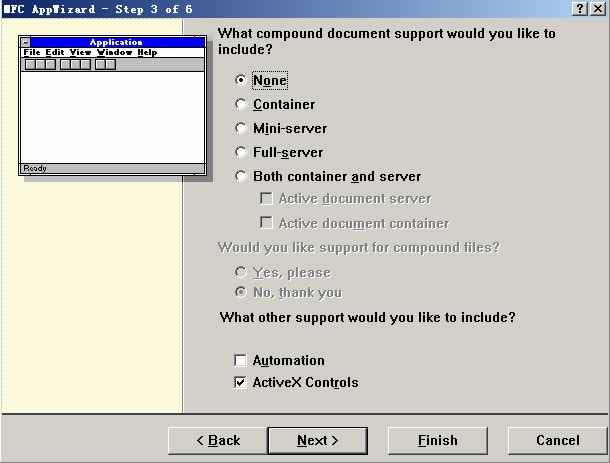 MFC AppWizard - Step 3 of 6
Application
File Edit View Window Help
Ready
What compound document support would you like to
include?
None
Container
Mini-server
Full-server
Both container and server
Active document server
Active document container
Would you like support for compound files?
Yes, please
No, thank you
What other support would you like to include?
Automation
ActiveX Controls
< Back Next > Finish Cancel